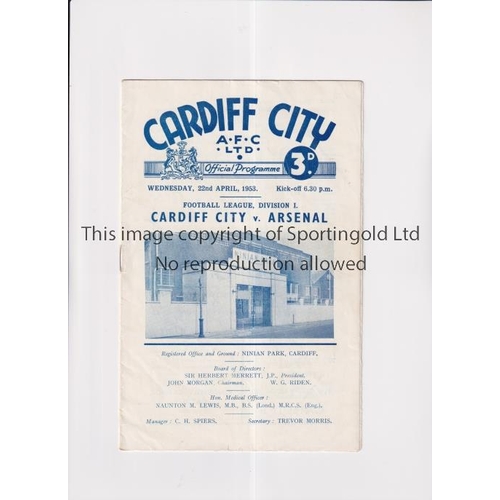 CARDIFF CITY
A·F·C
·LTD·
Official Programme
3D
WEDNESDAY, 22nd APRIL, 1953. Kick-off 6.30 p.m.
FOOTBALL LEAGUE, DIVISION I.
CARDIFF CITY v. ARSENAL
This image copyright of Sportingold Ltd
No reproduction allowed
Registered Office and Ground : NINIAN PARK, CARDIFF,
Board of Directors :
SIR HERBERT MERRETT, J.P., President.
JOHN MORGAN, Chairman. W. G. RIDEN.
Hon. Medical Officer :
NAUNTON M. LEWIS, M.B., B.S. (Lond.) M.R.C.S. (Eng.),
Manager : C. H. SPIERS, Secretary : TREVOR MORRIS.